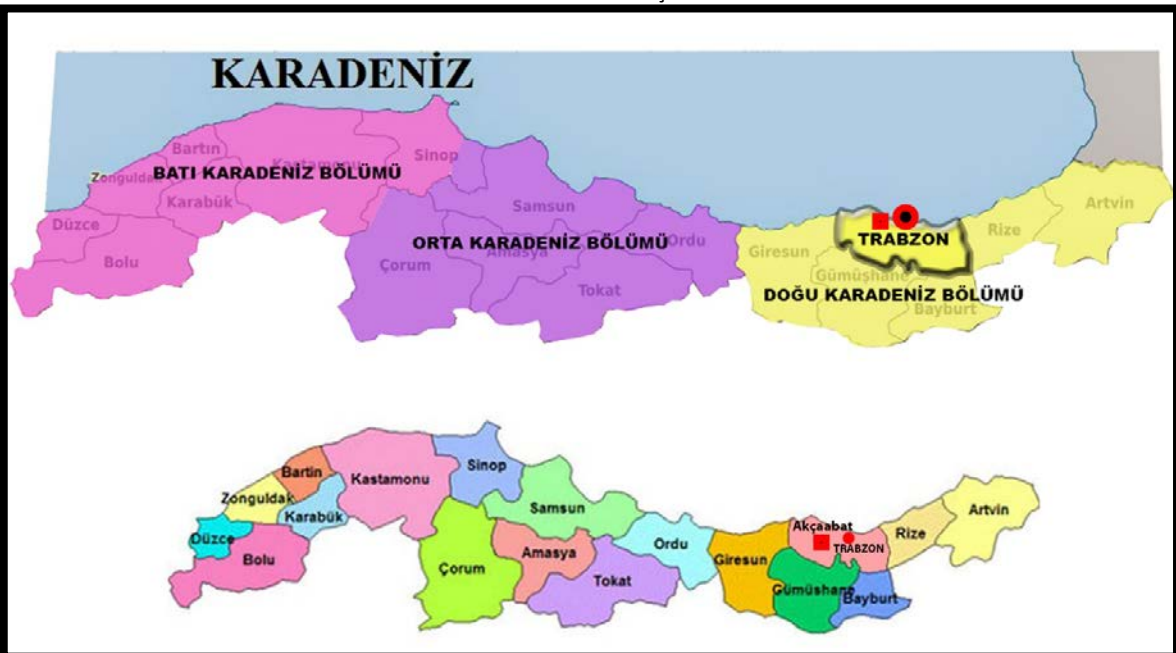 KARADENİZ
Bartın
Sinop
Kastamonu
Zonguldak
BATI KARADENİZ BÖLÜMÜ
Karabük
Düzce
Bolu
Samsun
ORTA KARADENİZ BÖLÜMÜ
Ordu
Amasya
Çorum
Tokat
Artvin
Rize
TRABZON
Giresun
Gümüşhane
DOĞU KARADENİZ BÖLÜMÜ
Bayburt
Sinop
Bartin
Kastamonu
Zonguldak
Samsun
Karabük
Artvin
Akçaabat
Rize
Düzce
TRABZON
Ordu
Amasya
Bolu
Giresun
Çorum
Tokat
Gümüşhane
Bayburt